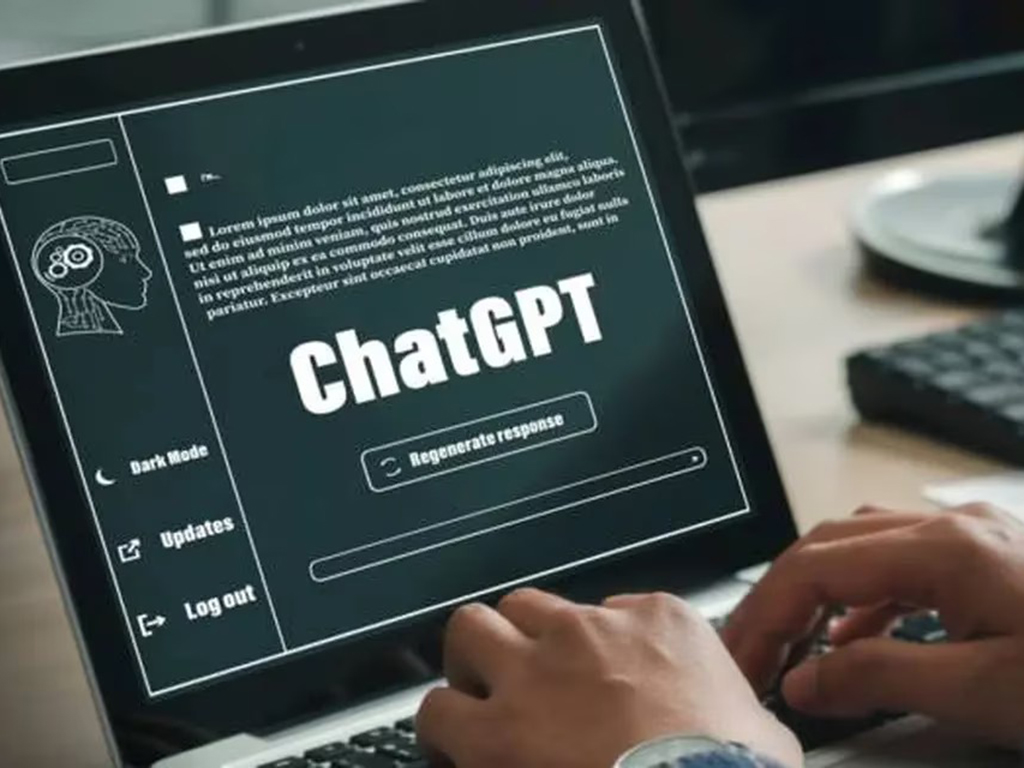 Lorem ipsum dolor sit amet, consectetur adipiscing elit,
sed do eiusmod tempor incididunt ut labore et dolore magna aliqua.
Ut enim ad minim veniam, quis nostrud exercitation ullamco laboris
nisi ut aliquip ex ea commodo consequat. Duis aute irure dolor
in reprehenderit in voluptate velit esse cillum dolore eu fugiat nulla
pariatur. Excepteur sint occaecat cupidatat non proident, sunt in
ChatGPT
Regenerate response
Dark Mode
Updates
Log out